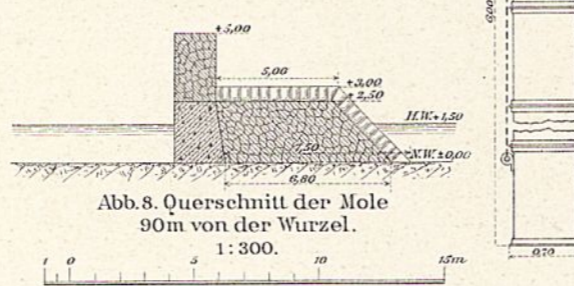 +5,00
5,00
+3,00
+2,50
H.W.+1,50
7,50
N.W.±0,00
6,80
Abb.8. Querschnitt der Mole
90m von der Wurzel.
1:300.
1 0 5 10 15m
6,00
0,70